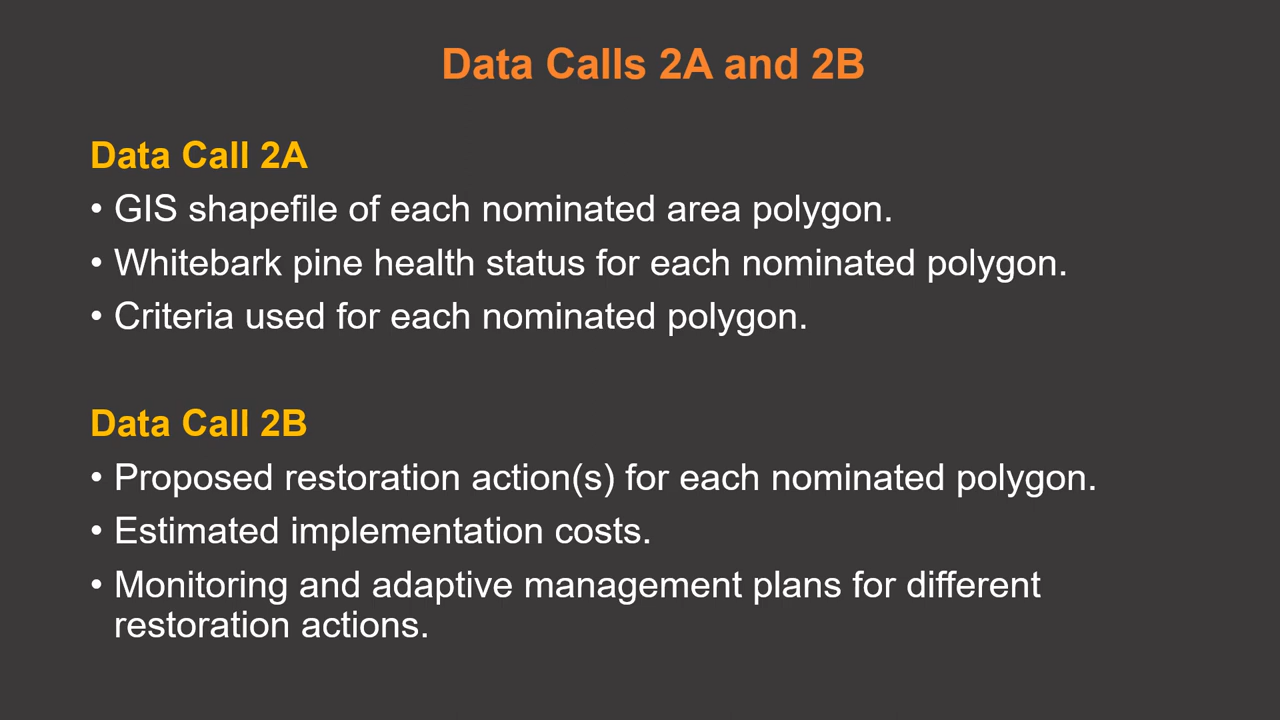 Data Calls 2A and 2B
Data Call 2A
• GIS shapefile of each nominated area polygon.
• Whitebark pine health status for each nominated polygon.
• Criteria used for each nominated polygon.
Data Call 2B
• Proposed restoration action(s) for each nominated polygon.
• Estimated implementation costs.
• Monitoring and adaptive management plans for different
restoration actions.